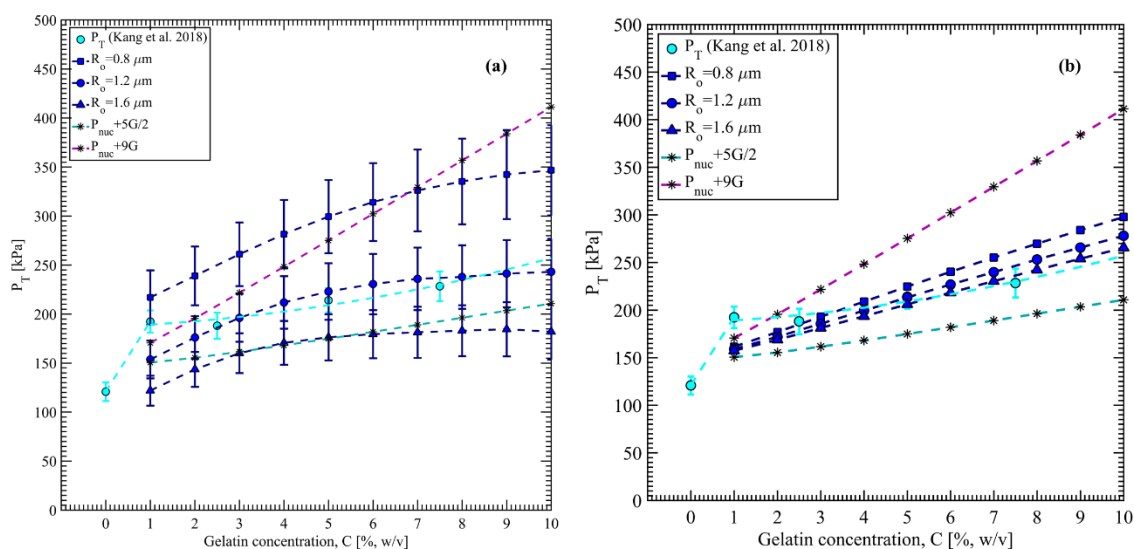 500
450
400
350
300
250
200
150
100
50
0
P_T [kPa]
P_T (Kang et al. 2018)
R_o=0.8 μm
R_o=1.2 μm
R_o=1.6 μm
P_nuc+5G/2
P_nuc+9G
(a)
0 1 2 3 4 5 6 7 8 9 10
Gelatin concentration, C [%, w/v]
500
450
400
350
300
250
200
150
100
50
0
P_T [kPa]
P_T (Kang et al. 2018)
R_o=0.8 μm
R_o=1.2 μm
R_o=1.6 μm
P_nuc+5G/2
P_nuc+9G
(b)
0 1 2 3 4 5 6 7 8 9 10
Gelatin concentration, C [%, w/v]